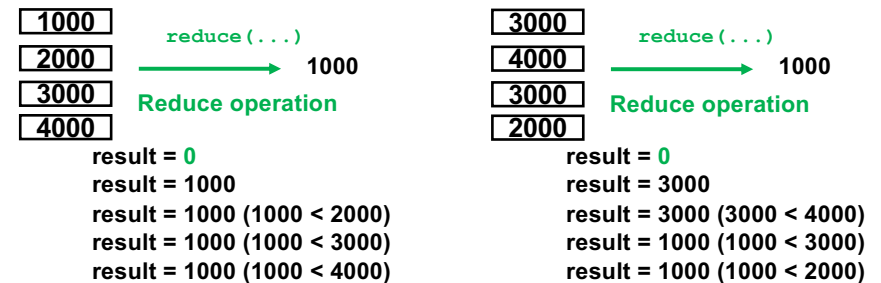 1000
2000
3000
4000
reduce(...)
1000
Reduce operation
result = 0
result = 1000
result = 1000 (1000 < 2000)
result = 1000 (1000 < 3000)
result = 1000 (1000 < 4000)
3000
4000
3000
2000
reduce(...)
1000
Reduce operation
result = 0
result = 3000
result = 3000 (3000 < 4000)
result = 1000 (1000 < 3000)
result = 1000 (1000 < 2000)